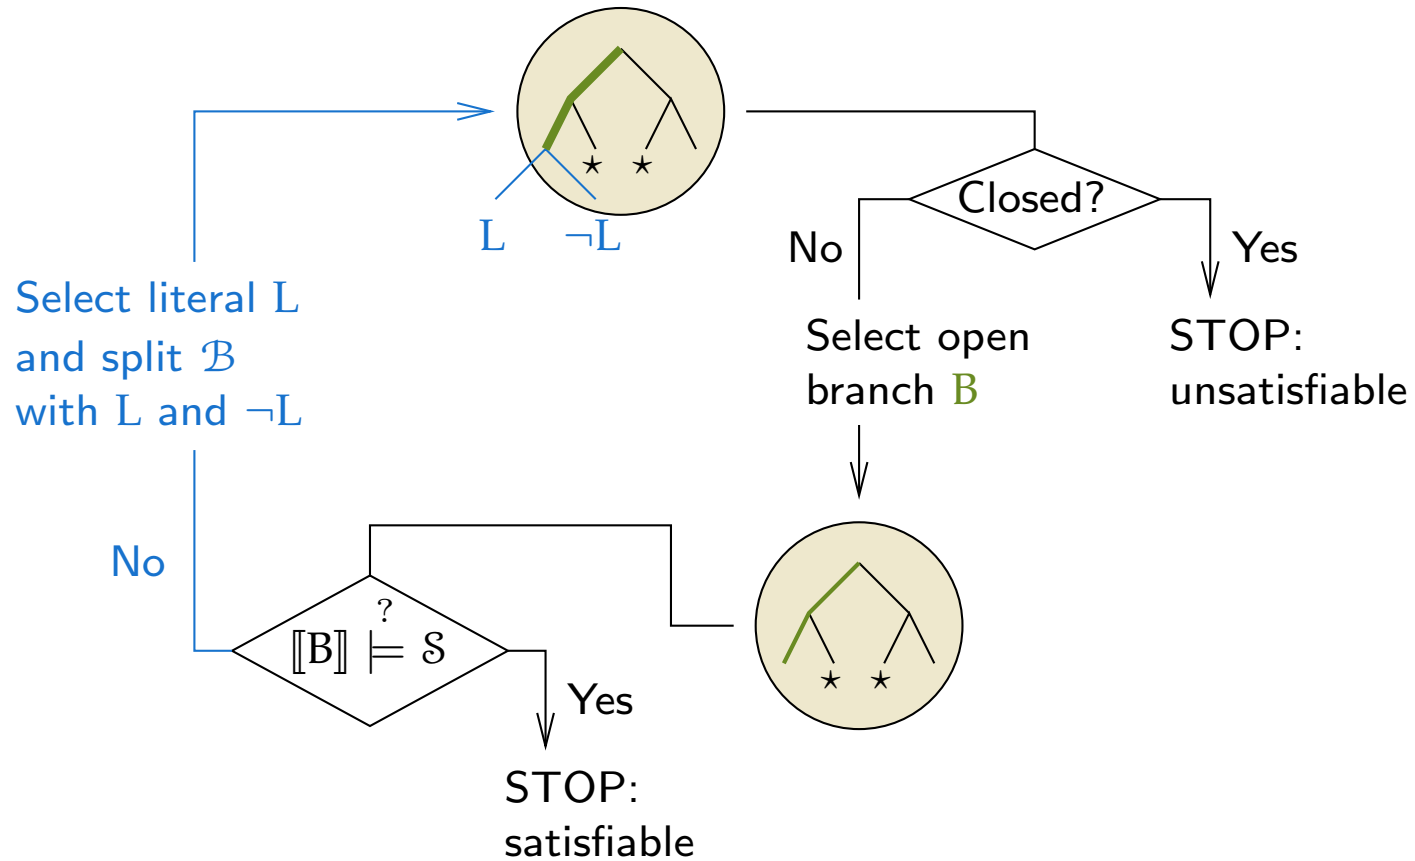 ⋆ ⋆
L ¬L
Closed?
No
Yes
Select literal L
and split ℬ
with L and ¬L
Select open
branch B
STOP:
unsatisfiable
No
?
⟦B⟧ ⊨ 𝒮
⋆ ⋆
Yes
STOP:
satisfiable